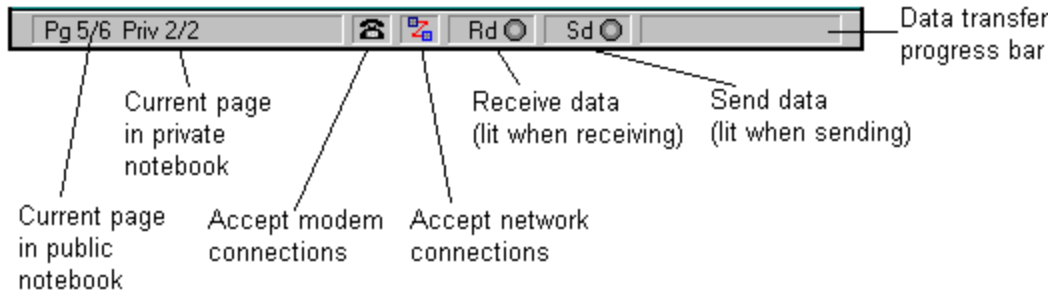 Pg 5/6 Priv 2/2
Rd
Sd
Data transfer
progress bar
Current page
in private
notebook
Receive data
(lit when receiving)
Send data
(lit when sending)
Current page
in public
notebook
Accept modem
connections
Accept network
connections